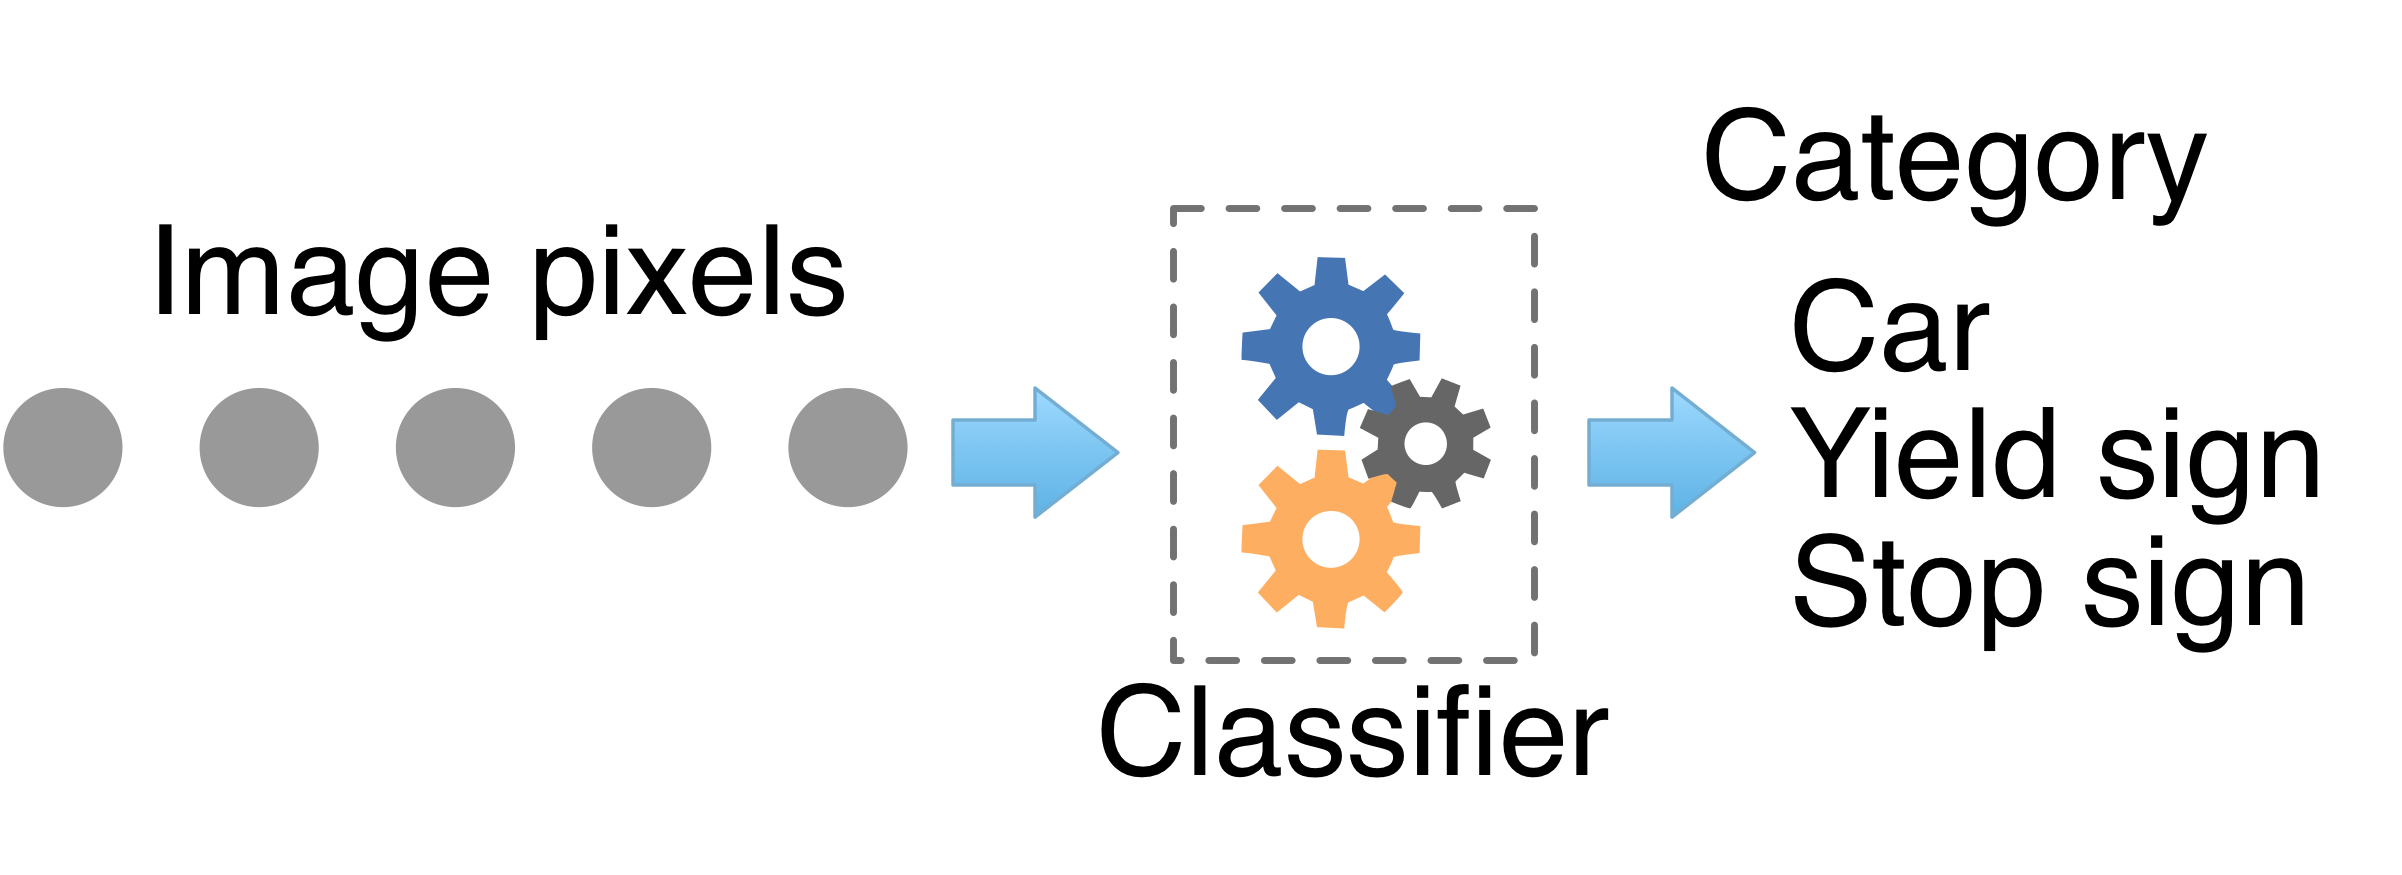 Image pixels
Classifier
Category
Car
Yield sign
Stop sign